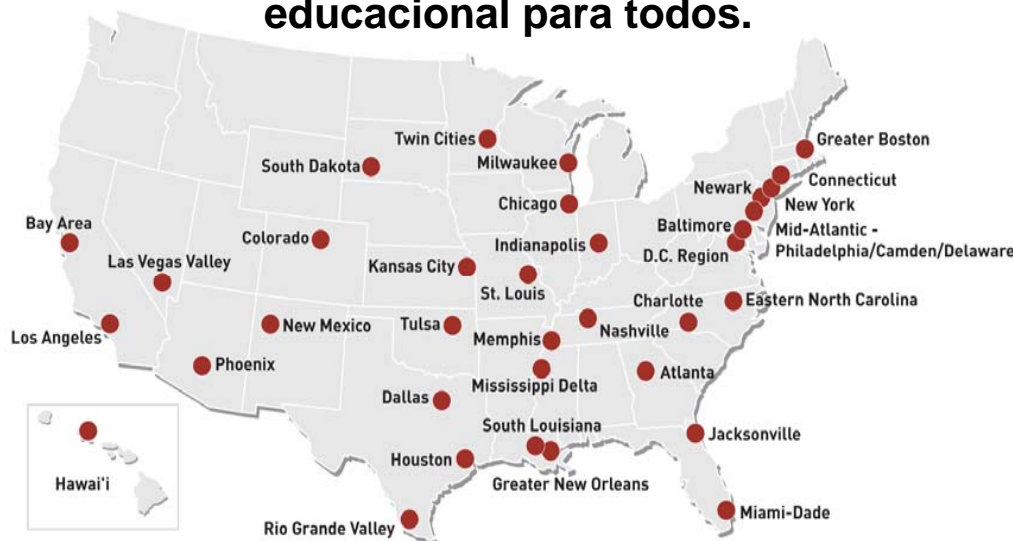 educacional para todos.
Twin Cities
Greater Boston
South Dakota
Milwaukee
Connecticut
Newark
Chicago
New York
Bay Area
Baltimore
Mid-Atlantic -
Philadelphia/Camden/Delaware
Colorado
Indianapolis
D.C. Region
Las Vegas Valley
Kansas City
St. Louis
Charlotte
Eastern North Carolina
Los Angeles
New Mexico
Tulsa
Nashville
Memphis
Phoenix
Mississippi Delta
Atlanta
Dallas
South Louisiana
Jacksonville
Houston
Hawai'i
Greater New Orleans
Miami-Dade
Rio Grande Valley